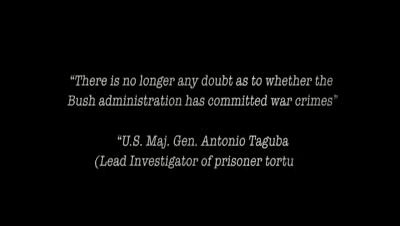 “There is no longer any doubt as to whether the
Bush administration has committed war crimes”
“U.S. Maj. Gen. Antonio Taguba
(Lead Investigator of prisoner tortu